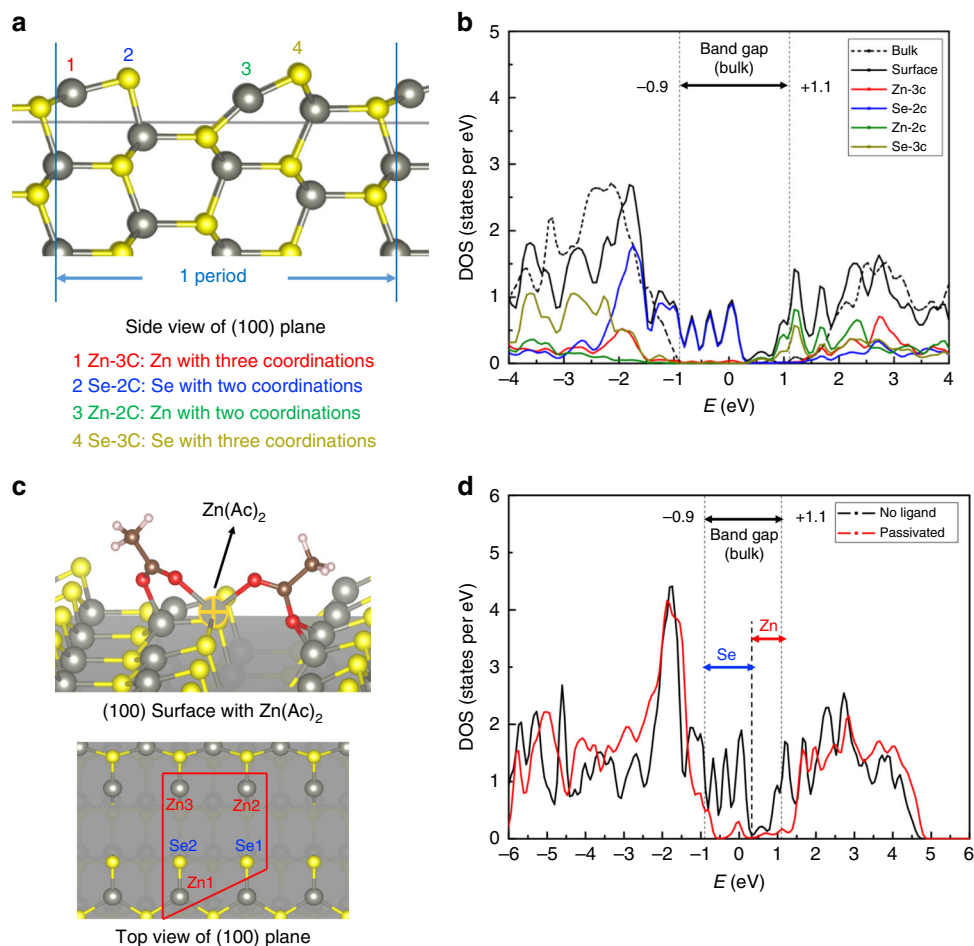 a
1
2
3
4
1 period
Side view of (100) plane
1 Zn-3C: Zn with three coordinations
2 Se-2C: Se with two coordinations
3 Zn-2C: Zn with two coordinations
4 Se-3C: Se with three coordinations
b
5
4
3
2
1
0
DOS (states per eV)
Band gap
(bulk)
−0.9
+1.1
Bulk
Surface
Zn-3c
Se-2c
Zn-2c
Se-3c
−4 −3 −2 −1 0 1 2 3 4
E (eV)
c
Zn(Ac)2
(100) Surface with Zn(Ac)2
Zn3 Zn2
Se2 Se1
Zn1
Top view of (100) plane
d
6
5
4
3
2
1
0
DOS (states per eV)
−0.9
+1.1
Band gap
(bulk)
No ligand
Passivated
Zn
Se
−6 −5 −4 −3 −2 −1 0 1 2 3 4 5 6
E (eV)